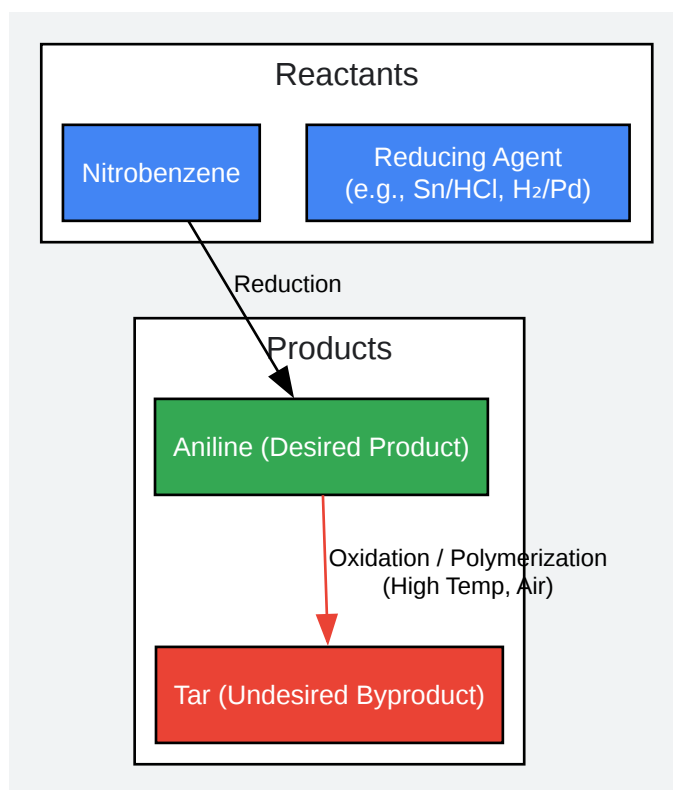 Reactants
Nitrobenzene
Reducing Agent
(e.g., Sn/HCl, H₂/Pd)
Reduction
Products
Aniline (Desired Product)
Oxidation / Polymerization
(High Temp, Air)
Tar (Undesired Byproduct)